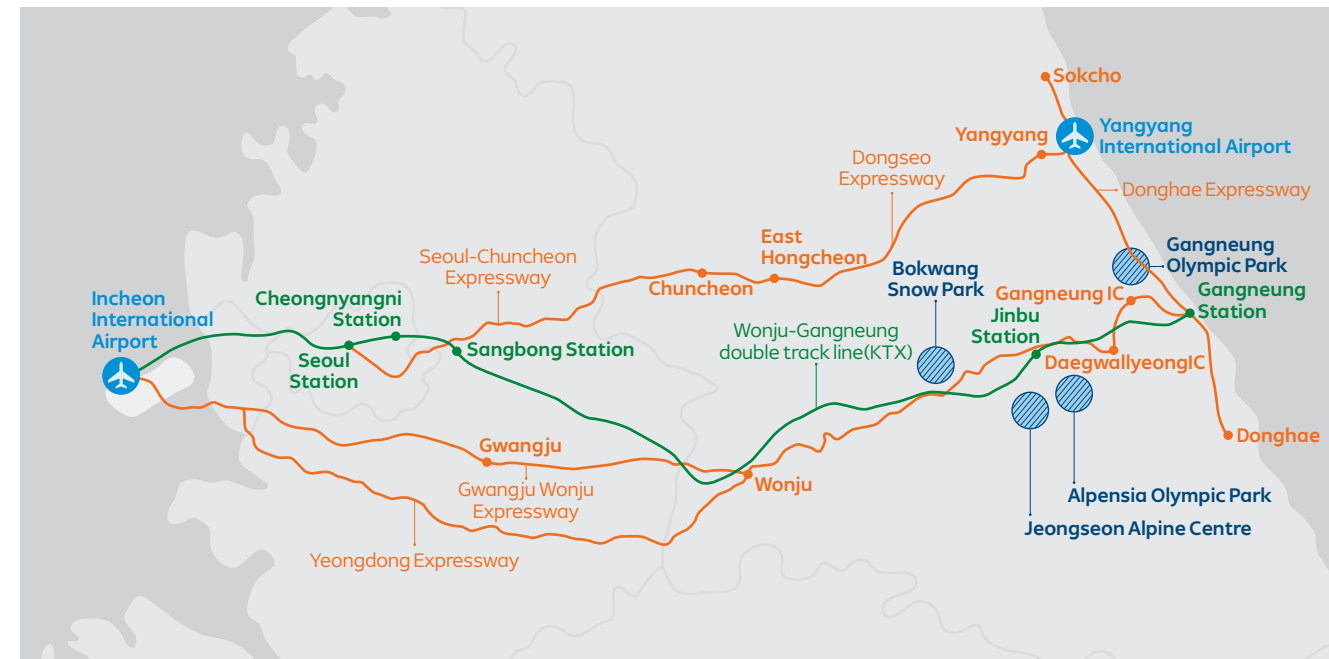 Sokcho
Yangyang
International Airport
Yangyang
Dongseo
Expressway
Donghae Expressway
Gangneung
Olympic Park
East
Hongcheon
Seoul-Chuncheon
Expressway
Bokwang
Snow Park
Chuncheon
Gangneung IC
Gangneung
Station
Incheon
International
Airport
Cheongnyangni
Station
Jinbu
Station
Wonju-Gangneung
double track line(KTX)
Sangbong Station
Seoul
Station
DaegwallyeongIC
Donghae
Gwangju
Wonju
Gwangju Wonju
Expressway
Alpensia Olympic Park
Jeongseon Alpine Centre
Yeongdong Expressway